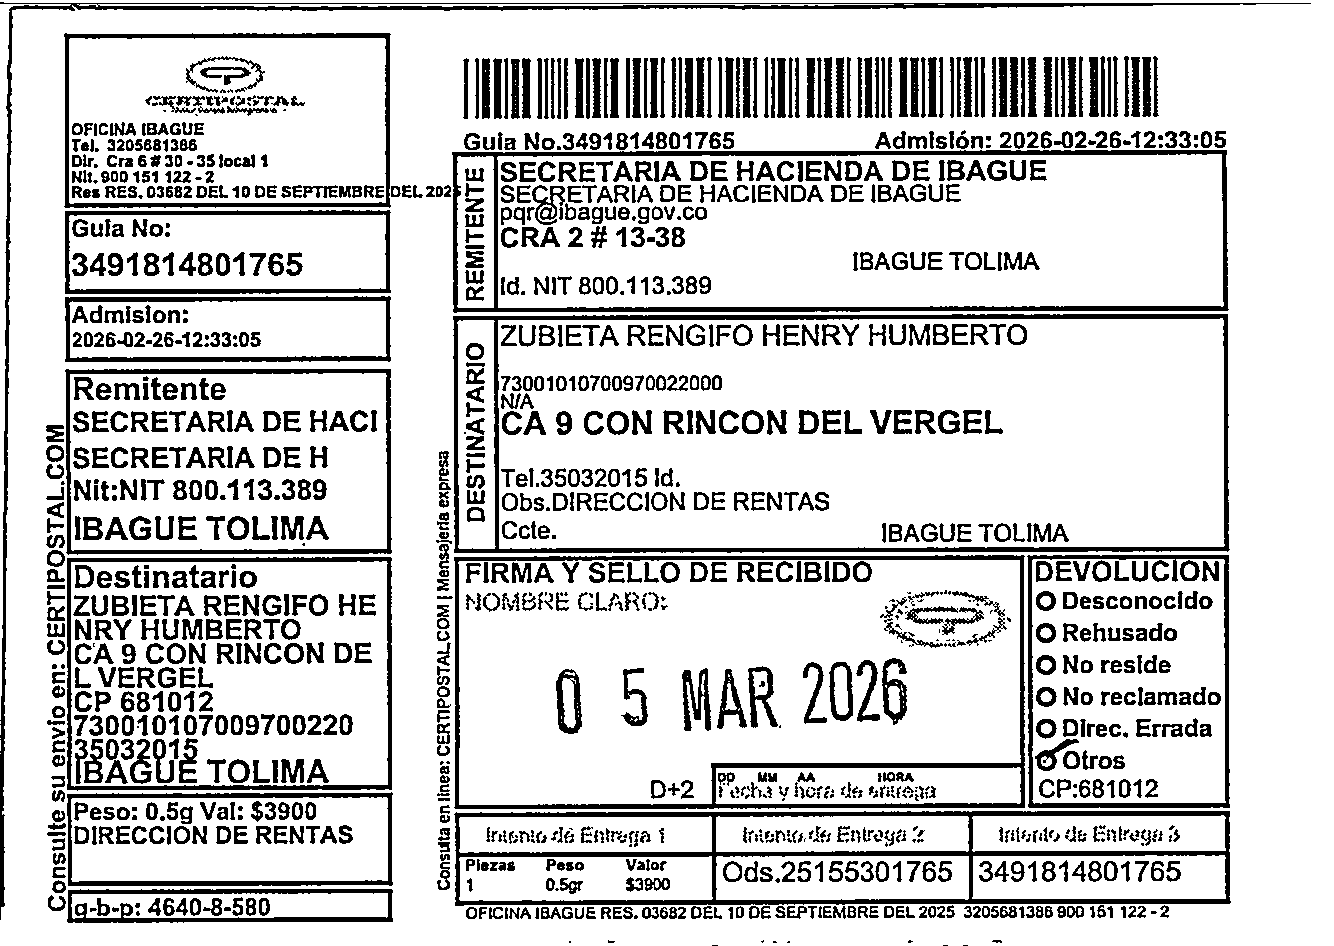 CERTIPOSTAL
OFICINA IBAGUE
Tel. 3205681386
Dir. Cra 6 # 30 - 35 local 1
Nit. 900 151 122 - 2
Res RES. 03682 DEL 10 DE SEPTIEMBRE DEL 2025
Guia No:
3491814801765
Admision:
2026-02-26-12:33:05
Remitente
SECRETARIA DE HACI
SECRETARIA DE H
Nit:NIT 800.113.389
IBAGUE TOLIMA
Destinatario
ZUBIETA RENGIFO HE
NRY HUMBERTO
CA 9 CON RINCON DE
L VERGEL
CP 681012
730010107009700220
35032015
IBAGUE TOLIMA
Peso: 0.5g Val: $3900
DIRECCION DE RENTAS
g-b-p: 4640-8-580
Consulte su envio en: CERTIPOSTAL.COM
Guia No.3491814801765 Admisión: 2026-02-26-12:33:05
REMITENTE
SECRETARIA DE HACIENDA DE IBAGUE
SECRETARIA DE HACIENDA DE IBAGUE
pqr@ibague.gov.co
CRA 2 # 13-38
IBAGUE TOLIMA
Id. NIT 800.113.389
DESTINATARIO
ZUBIETA RENGIFO HENRY HUMBERTO
73001010700970022000
N/A
CA 9 CON RINCON DEL VERGEL
Tel.35032015 Id.
Obs.DIRECCION DE RENTAS
Ccte. IBAGUE TOLIMA
Consulta en linea: CERTIPOSTAL.COM | Mensajeria expresa
FIRMA Y SELLO DE RECIBIDO
NOMBRE CLARO:
05 MAR 2026
D+2
DD MM AA HORA
Fecha y hora de entrega
DEVOLUCION
Desconocido
Rehusado
No reside
No reclamado
Direc. Errada
Otros
CP:681012
Intento de Entrega 1 Intento de Entrega 2 Intento de Entrega 3
Piezas Peso Valor
1 0.5gr $3900
Ods.25155301765 3491814801765
OFICINA IBAGUE RES. 03682 DEL 10 DE SEPTIEMBRE DEL 2025 3205681386 900 151 122 - 2